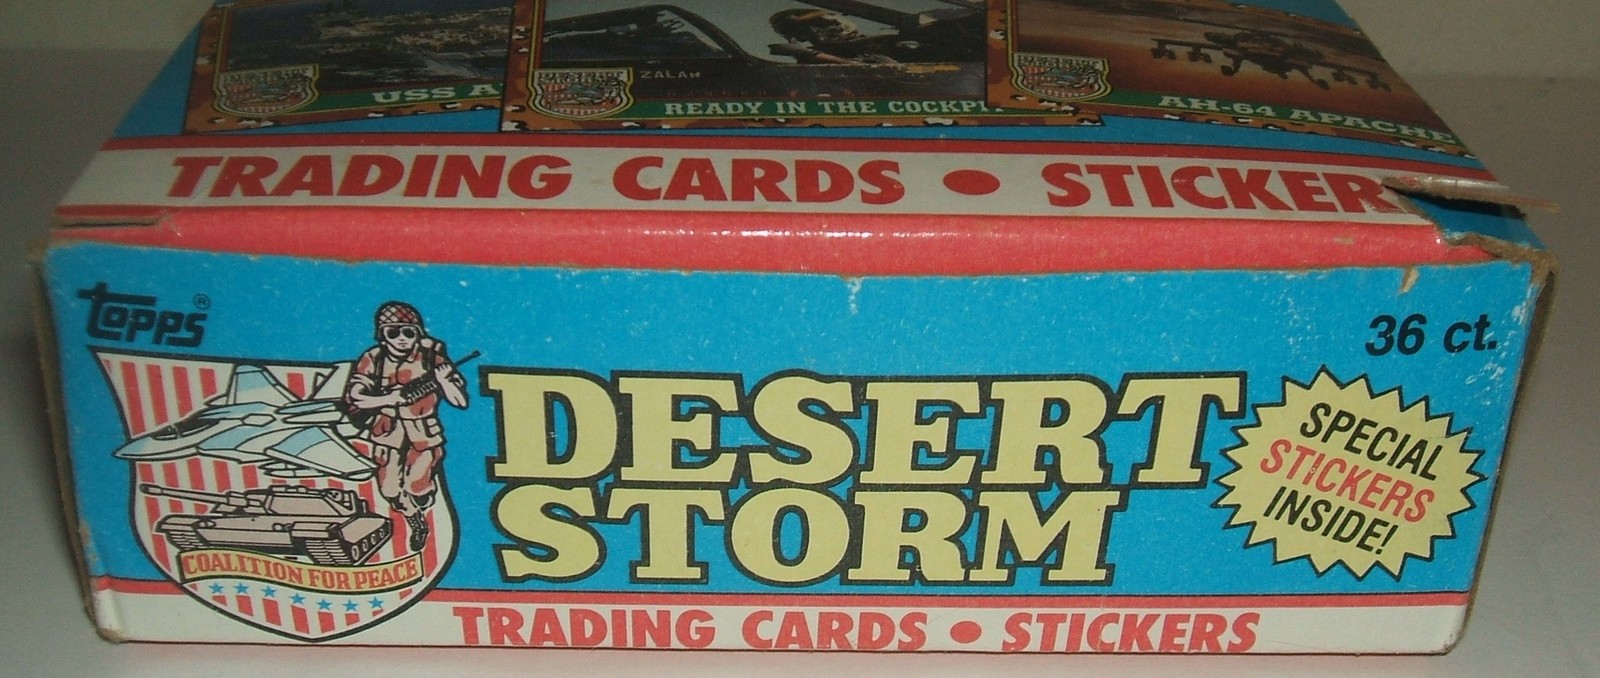 USS A
ZALAH
READY IN THE COCKPI
AH-64 APACHE
TRADING CARDS • STICKER
topps®
36 ct.
DESERT
STORM
SPECIAL
STICKERS
INSIDE!
COALITION FOR PEACE
TRADING CARDS • STICKERS